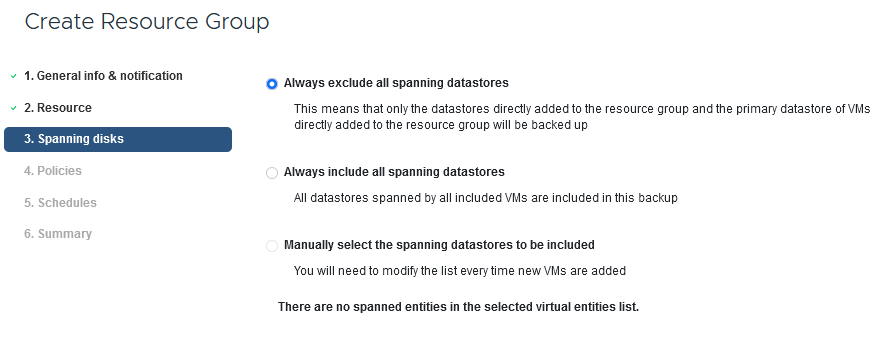 Create Resource Group
1. General info & notification
2. Resource
3. Spanning disks
4. Policies
5. Schedules
6. Summary
Always exclude all spanning datastores
This means that only the datastores directly added to the resource group and the primary datastore of VMs
directly added to the resource group will be backed up
Always include all spanning datastores
All datastores spanned by all included VMs are included in this backup
Manually select the spanning datastores to be included
You will need to modify the list every time new VMs are added
There are no spanned entities in the selected virtual entities list.